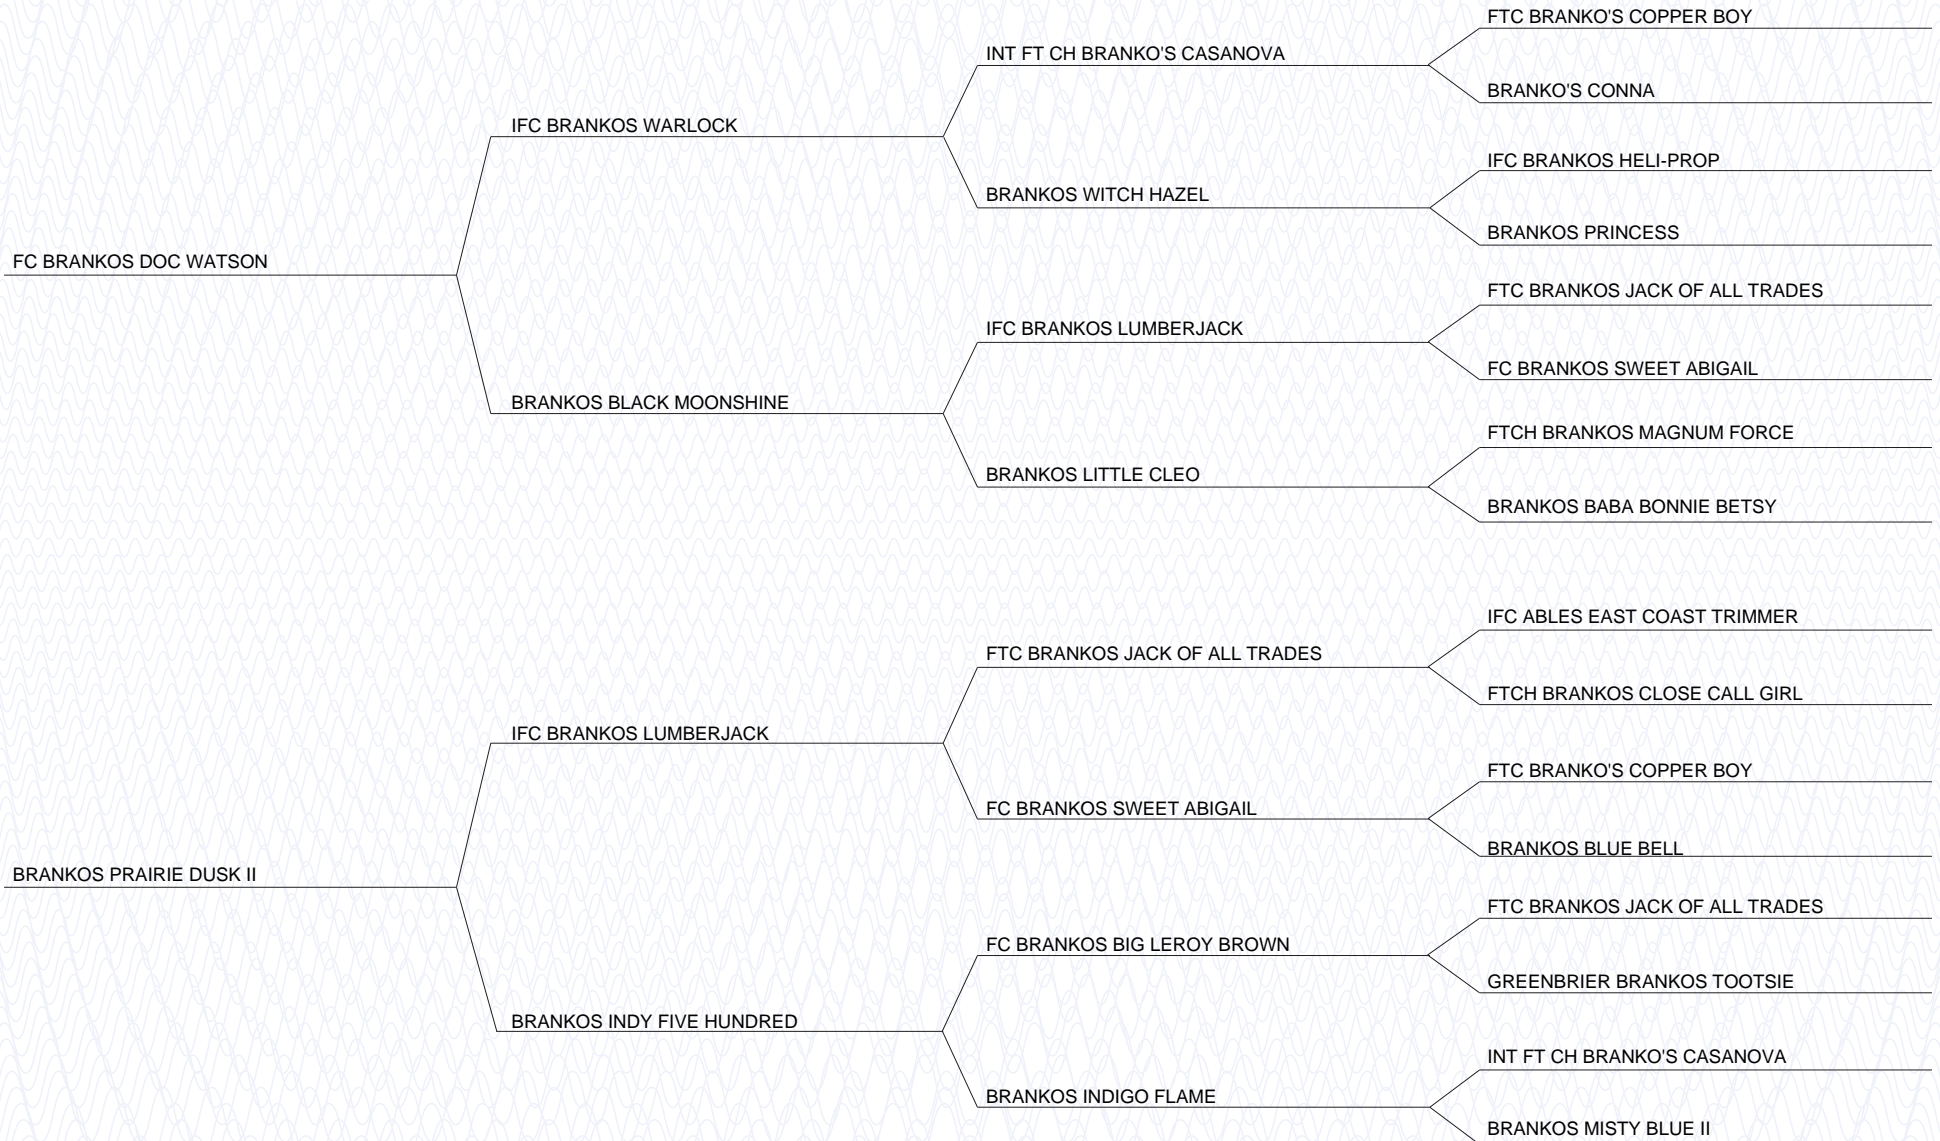 FTC BRANKO'S COPPER BOY
INT FT CH BRANKO'S CASANOVA
BRANKO'S CONNA
IFC BRANKOS WARLOCK
IFC BRANKOS HELI-PROP
BRANKOS WITCH HAZEL
BRANKOS PRINCESS
FC BRANKOS DOC WATSON
FTC BRANKOS JACK OF ALL TRADES
IFC BRANKOS LUMBERJACK
FC BRANKOS SWEET ABIGAIL
BRANKOS BLACK MOONSHINE
FTCH BRANKOS MAGNUM FORCE
BRANKOS LITTLE CLEO
BRANKOS BABA BONNIE BETSY
IFC ABLES EAST COAST TRIMMER
FTC BRANKOS JACK OF ALL TRADES
FTCH BRANKOS CLOSE CALL GIRL
IFC BRANKOS LUMBERJACK
FTC BRANKO'S COPPER BOY
FC BRANKOS SWEET ABIGAIL
BRANKOS BLUE BELL
BRANKOS PRAIRIE DUSK II
FTC BRANKOS JACK OF ALL TRADES
FC BRANKOS BIG LEROY BROWN
GREENBRIER BRANKOS TOOTSIE
BRANKOS INDY FIVE HUNDRED
INT FT CH BRANKO'S CASANOVA
BRANKOS INDIGO FLAME
BRANKOS MISTY BLUE II